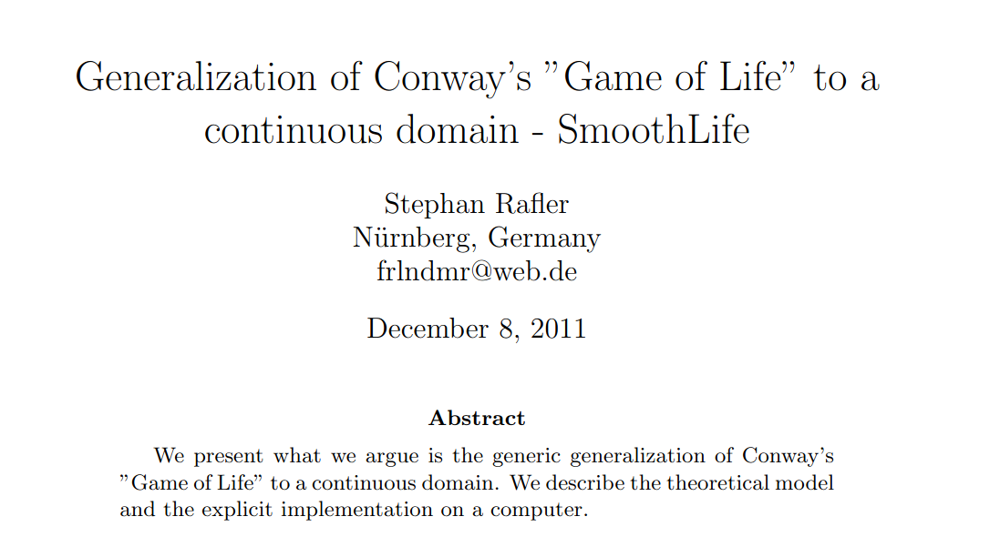 Generalization of Conway's ”Game of Life” to a
continuous domain - SmoothLife
Stephan Rafler
Nürnberg, Germany
frlndmr@web.de
December 8, 2011
Abstract
We present what we argue is the generic generalization of Conway's
”Game of Life” to a continuous domain. We describe the theoretical model
and the explicit implementation on a computer.